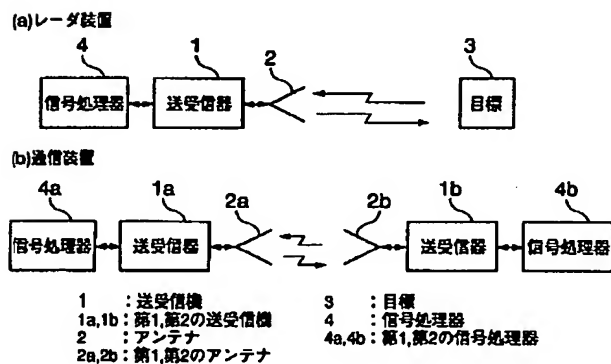 (a)レーダ装置
4 1 2 3
信号処理器 送受信器 目標
(b)通信装置
4a 1a 2a 2b 1b 4b
信号処理器 送受信器 送受信器 信号処理器
1 :送受信機
1a,1b:第1,第2の送受信機
2 :アンテナ
2a,2b:第1,第2のアンテナ
3 :目標
4 :信号処理器
4a,4b:第1,第2の信号処理器